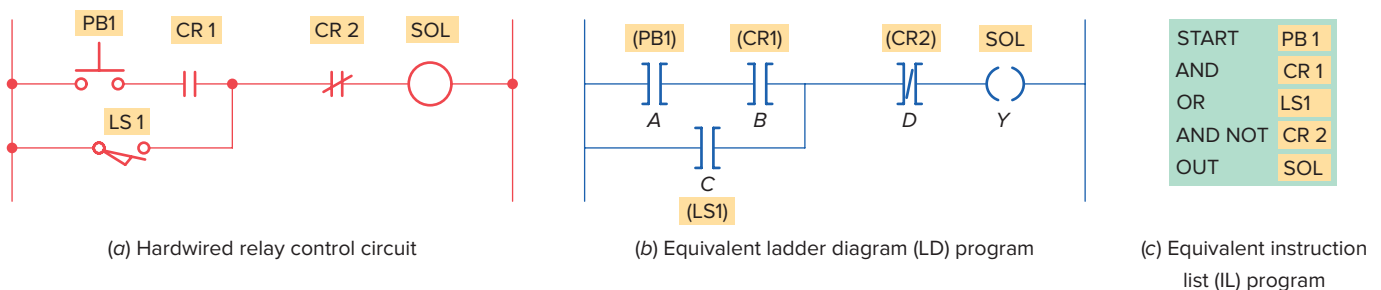 PB1
CR 1
CR 2
SOL
LS 1
(a) Hardwired relay control circuit
(PB1)
(CR1)
(CR2)
SOL
A
B
D
Y
C
(LS1)
(b) Equivalent ladder diagram (LD) program
START PB 1
AND CR 1
OR LS1
AND NOT CR 2
OUT SOL
(c) Equivalent instruction
list (IL) program